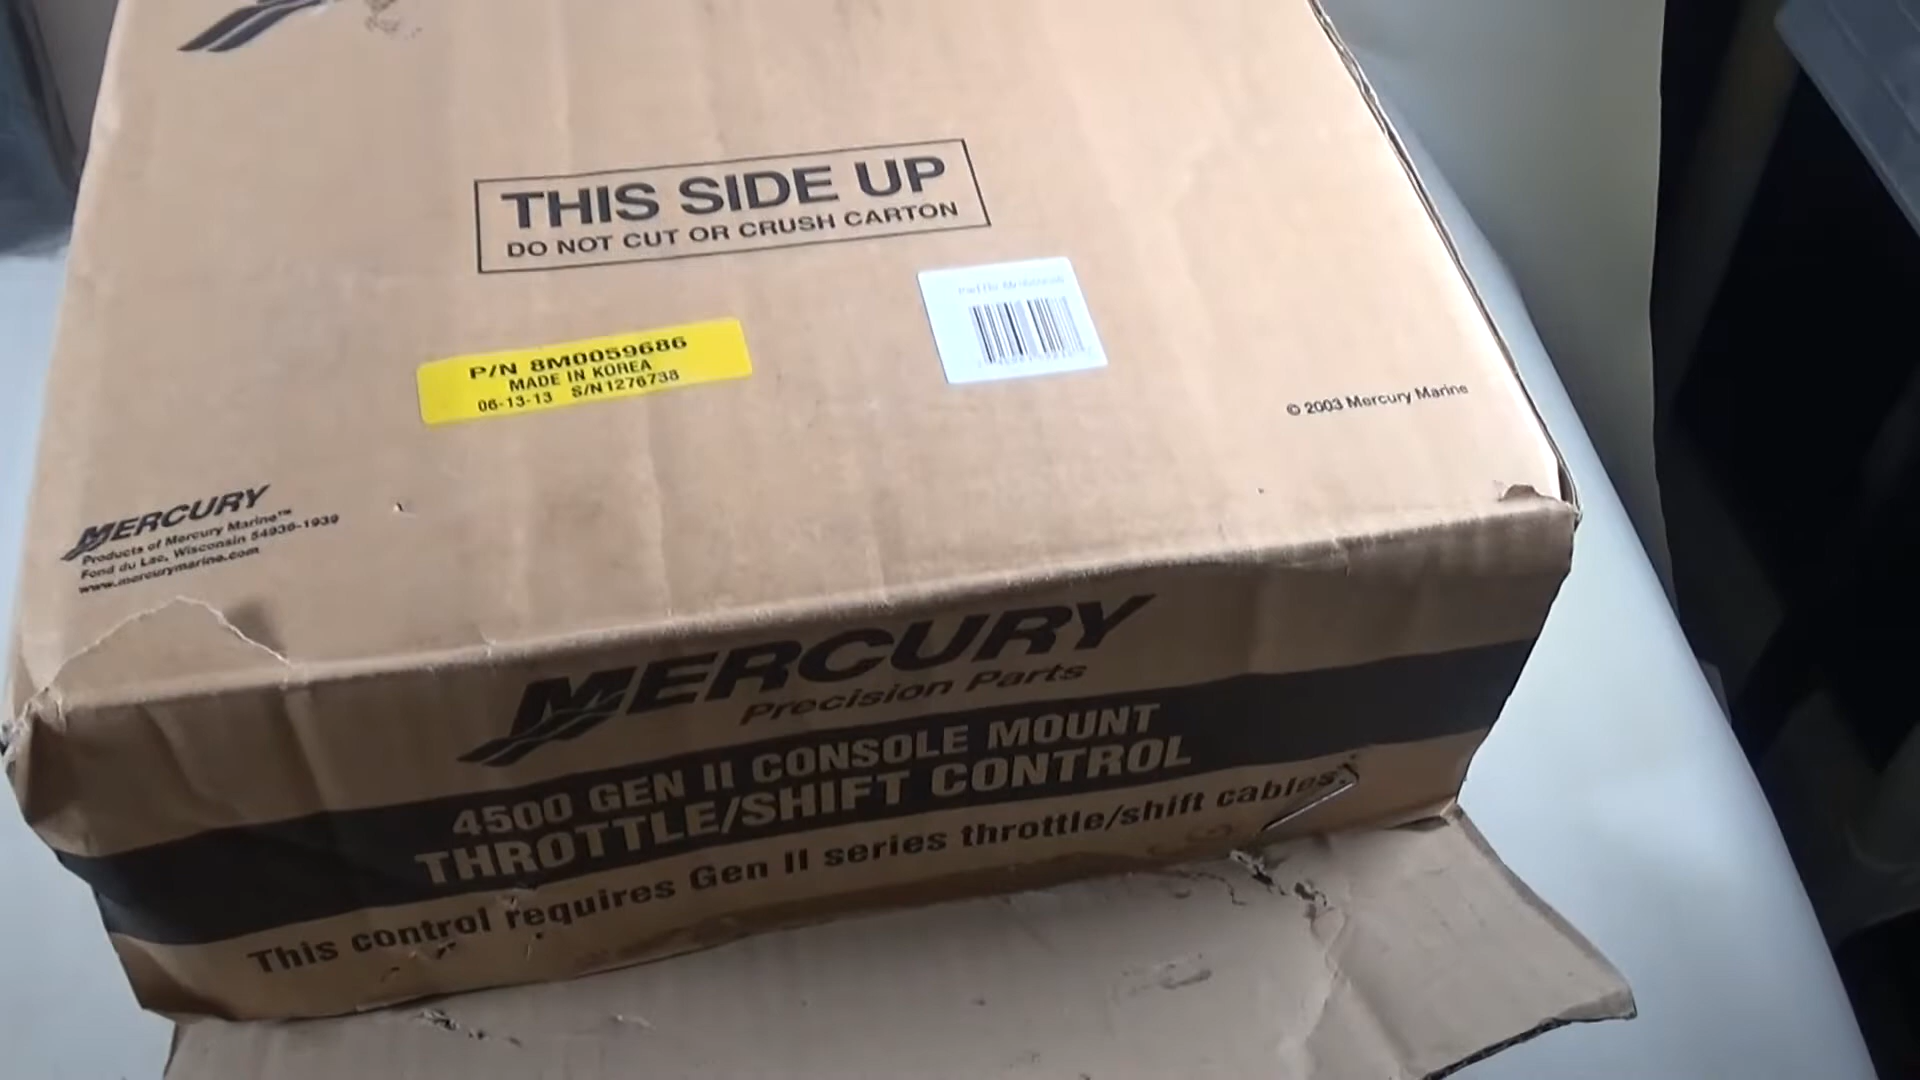 THIS SIDE UP
DO NOT CUT OR CRUSH CARTON
P/N 8M0059686
MADE IN KOREA
06-13-13 S/N1276738
© 2003 Mercury Marine
MERCURY
Products of Mercury Marine™
Fond du Lac, Wisconsin 54936-1939
www.mercurymarine.com
MERCURY
Precision Parts
4500 GEN II CONSOLE MOUNT
THROTTLE/SHIFT CONTROL
This control requires Gen II series throttle/shift cables.